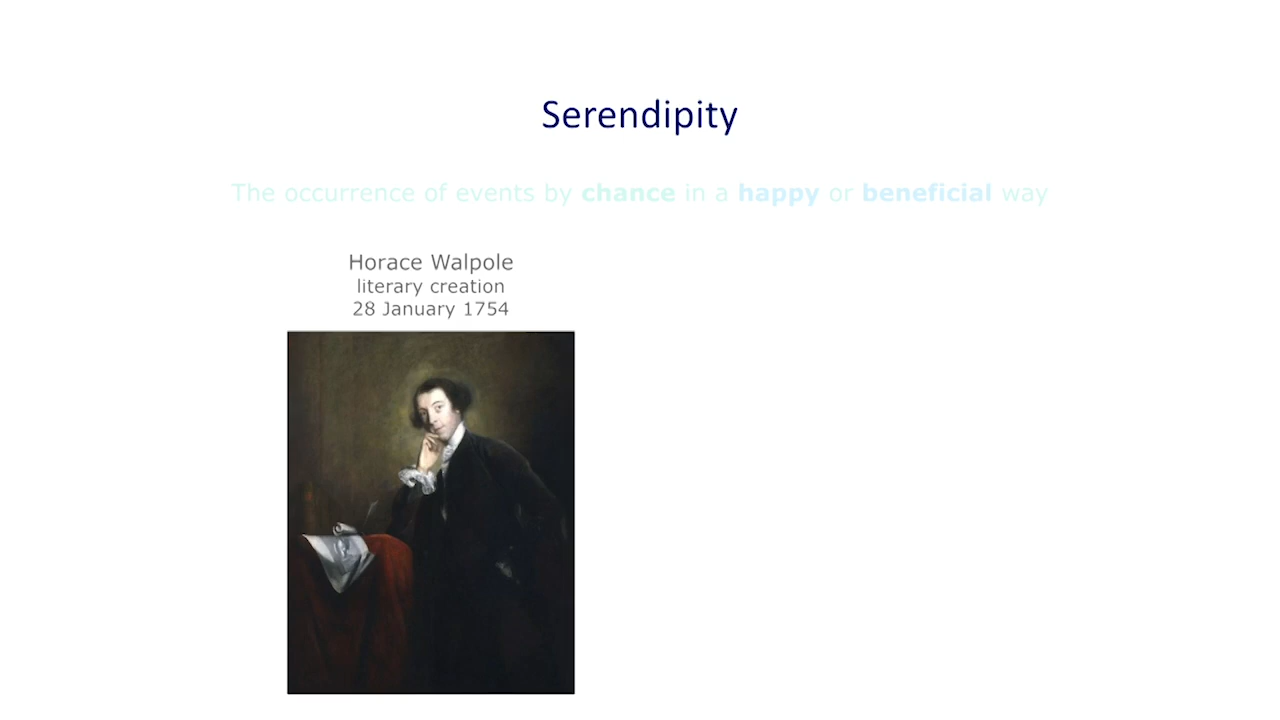 Serendipity
The occurrence of events by chance in a happy or beneficial way
Horace Walpole
literary creation
28 January 1754